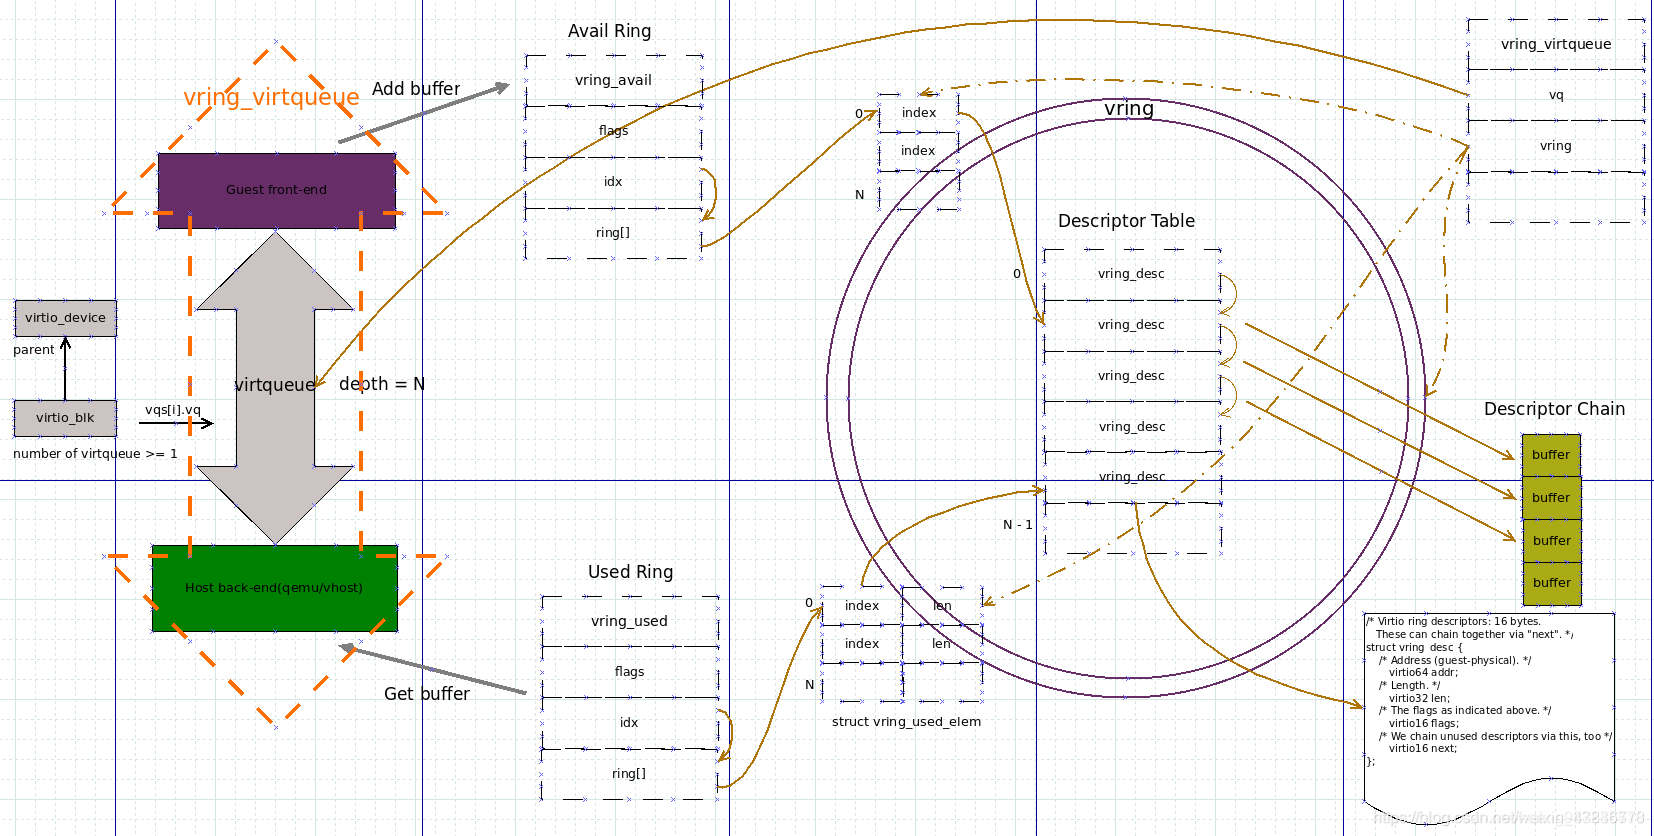 vring_virtqueue
Add buffer
Guest front-end
virtio_device
parent
virtio_blk
vqs[i].vq
number of virtqueue >= 1
virtqueue
depth = N
Host back-end(qemu/vhost)
Get buffer
Avail Ring
vring_avail
flags
idx
ring[]
0
index
index
N
vring
Descriptor Table
0
vring_desc
vring_desc
vring_desc
vring_desc
vring_desc
N - 1
Used Ring
vring_used
flags
idx
ring[]
0
index
len
index
len
N
struct vring_used_elem
vring_virtqueue
vq
vring
Descriptor Chain
buffer
buffer
buffer
buffer
/* Virtio ring descriptors: 16 bytes.
These can chain together via "next". */
struct vring_desc {
/* Address (guest-physical). */
virtio64 addr;
/* Length. */
virtio32 len;
/* The flags as indicated above. */
virtio16 flags;
/* We chain unused descriptors via this, too */
virtio16 next;
};